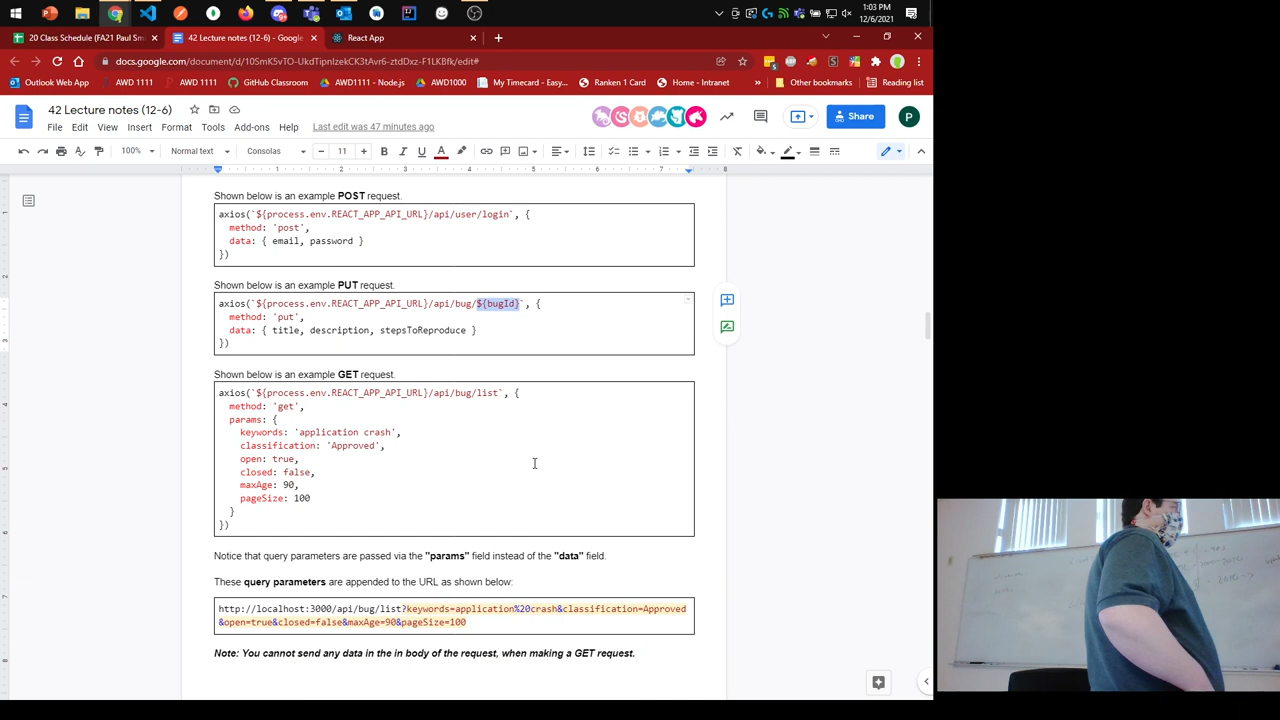 1:03 PM
12/6/2021
20 Class Schedule (FA21 Paul Sm
42 Lecture notes (12-6) - Google
React App
docs.google.com/document/d/10SmK5vTO-UkdTipnIzekCK3tAvr6-ztdDxz-F1LKBfk/edit#
Outlook Web App
AWD 1110
AWD 1111
GitHub Classroom
AWD1111 - Node.js
AWD1000
My Timecard - Easy...
Ranken 1 Card
Home - Intranet
Other bookmarks
Reading list
42 Lecture notes (12-6)
File Edit View Insert Format Tools Add-ons Help Last edit was 47 minutes ago
Share
P
100% Normal text Consolas 11
1 2 3 4 5 6 7 8
Shown below is an example POST request.
axios(`${process.env.REACT_APP_API_URL}/api/user/login`, {
method: 'post',
data: { email, password }
})
Shown below is an example PUT request.
axios(`${process.env.REACT_APP_API_URL}/api/bug/${bugId}`, {
method: 'put',
data: { title, description, stepsToReproduce }
})
Shown below is an example GET request.
axios(`${process.env.REACT_APP_API_URL}/api/bug/list`, {
method: 'get',
params: {
keywords: 'application crash',
classification: 'Approved',
open: true,
closed: false,
maxAge: 90,
pageSize: 100
}
})
Notice that query parameters are passed via the "params" field instead of the "data" field.
These query parameters are appended to the URL as shown below:
http://localhost:3000/api/bug/list?keywords=application%20crash&classification=Approved
&open=true&closed=false&maxAge=90&pageSize=100
Note: You cannot send any data in the in body of the request, when making a GET request.